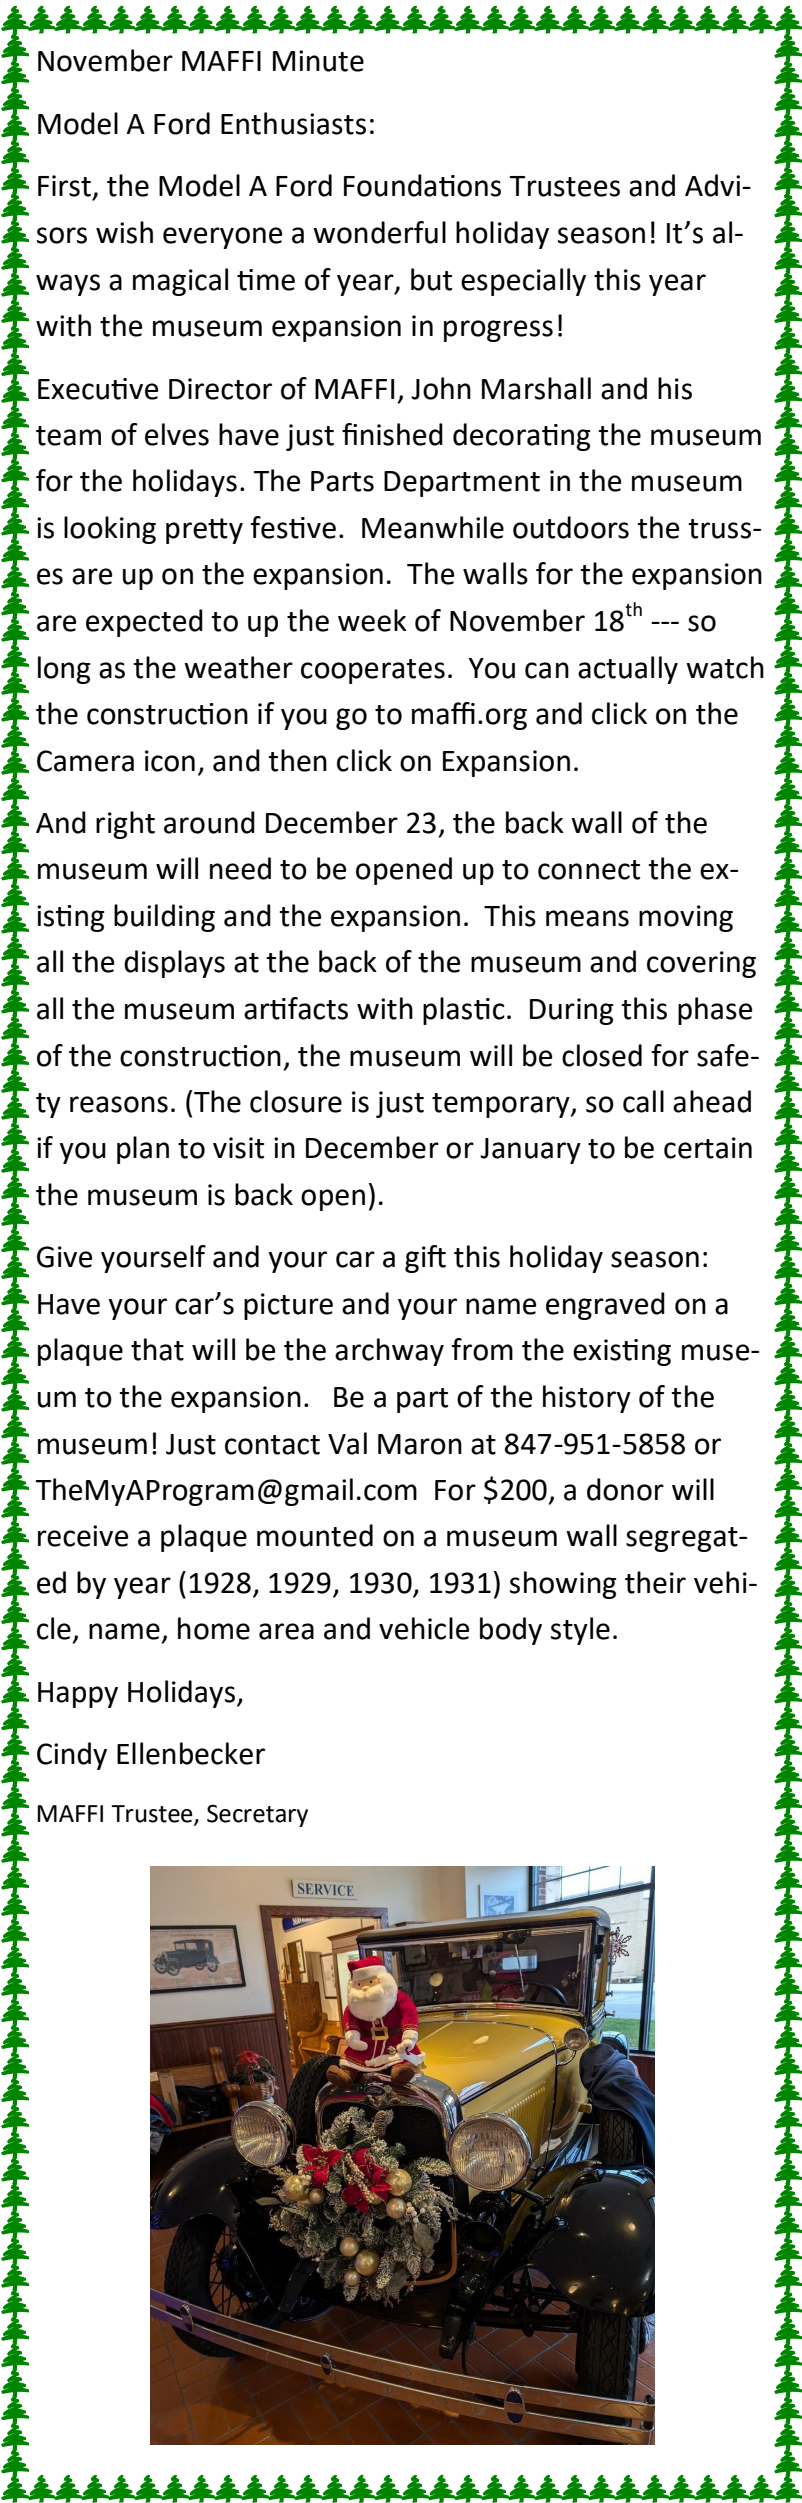 November MAFFI Minute
Model A Ford Enthusiasts:
First, the Model A Ford Foundations Trustees and Advi-
sors wish everyone a wonderful holiday season! It’s al-
ways a magical time of year, but especially this year
with the museum expansion in progress!
Executive Director of MAFFI, John Marshall and his
team of elves have just finished decorating the museum
for the holidays. The Parts Department in the museum
is looking pretty festive.  Meanwhile outdoors the truss-
es are up on the expansion.  The walls for the expansion
are expected to up the week of November 18th --- so
long as the weather cooperates.  You can actually watch
the construction if you go to maffi.org and click on the
Camera icon, and then click on Expansion.
And right around December 23, the back wall of the
museum will need to be opened up to connect the ex-
isting building and the expansion.  This means moving
all the displays at the back of the museum and covering
all the museum artifacts with plastic.  During this phase
of the construction, the museum will be closed for safe-
ty reasons. (The closure is just temporary, so call ahead
if you plan to visit in December or January to be certain
the museum is back open).
Give yourself and your car a gift this holiday season:
Have your car’s picture and your name engraved on a
plaque that will be the archway from the existing muse-
um to the expansion.   Be a part of the history of the
museum! Just contact Val Maron at 847-951-5858 or
TheMyAProgram@gmail.com  For $200, a donor will
receive a plaque mounted on a museum wall segregat-
ed by year (1928, 1929, 1930, 1931) showing their vehi-
cle, name, home area and vehicle body style.
Happy Holidays,
Cindy Ellenbecker
MAFFI Trustee, Secretary
SERVICE